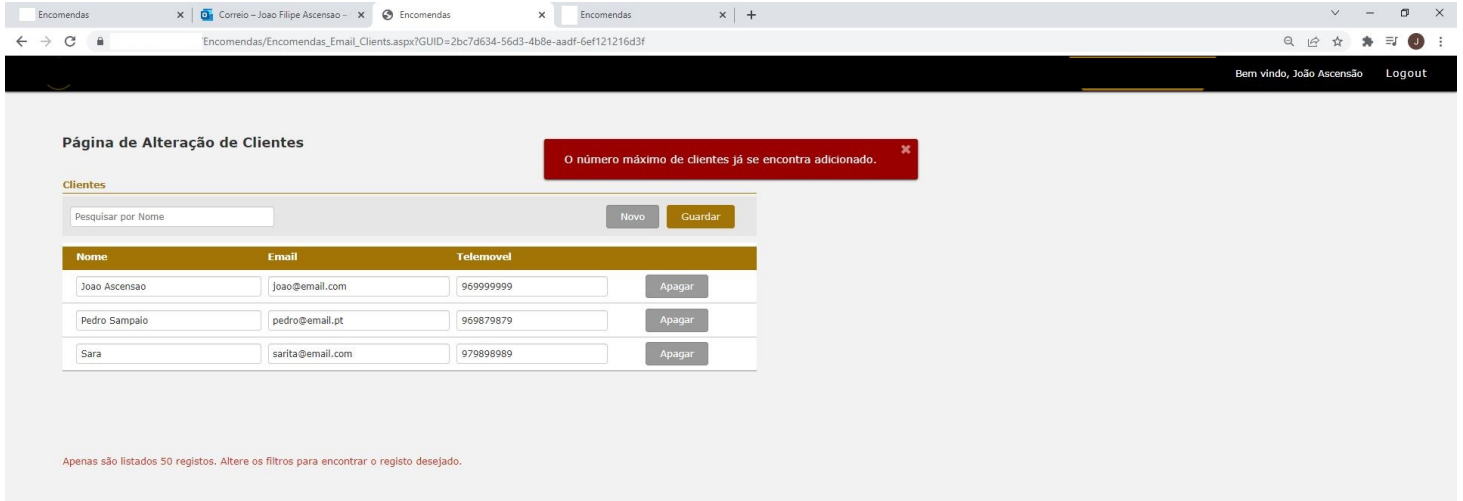 Encomendas
Correio – Joao Filipe Ascensao –
Encomendas
Encomendas
Encomendas/Encomendas_Email_Clients.aspx?GUID=2bc7d634-56d3-4b8e-aadf-6ef121216d3f
J
Bem vindo, João Ascensão Logout
Página de Alteração de Clientes
O número máximo de clientes já se encontra adicionado.
Clientes
Pesquisar por Nome Novo Guardar
Nome Email Telemovel
Joao Ascensao joao@email.com 969999999 Apagar
Pedro Sampaio pedro@email.pt 969879879 Apagar
Sara sarita@email.com 979898989 Apagar
Apenas são listados 50 registos. Altere os filtros para encontrar o registo desejado.